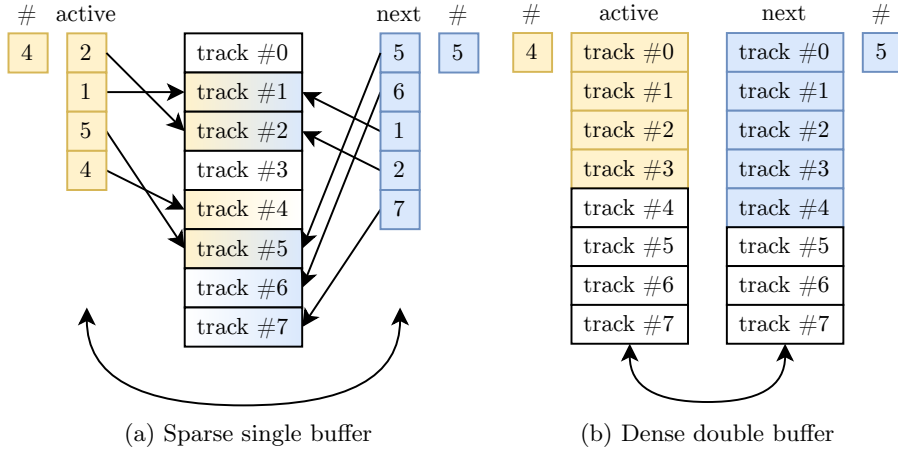 # active next #
4 2 track #0 5 5
1 track #1 6
5 track #2 1
4 track #3 2
track #4 7
track #5
track #6
track #7
(a) Sparse single buffer
# active next #
4 track #0 track #0 5
track #1 track #1
track #2 track #2
track #3 track #3
track #4 track #4
track #5 track #5
track #6 track #6
track #7 track #7
(b) Dense double buffer